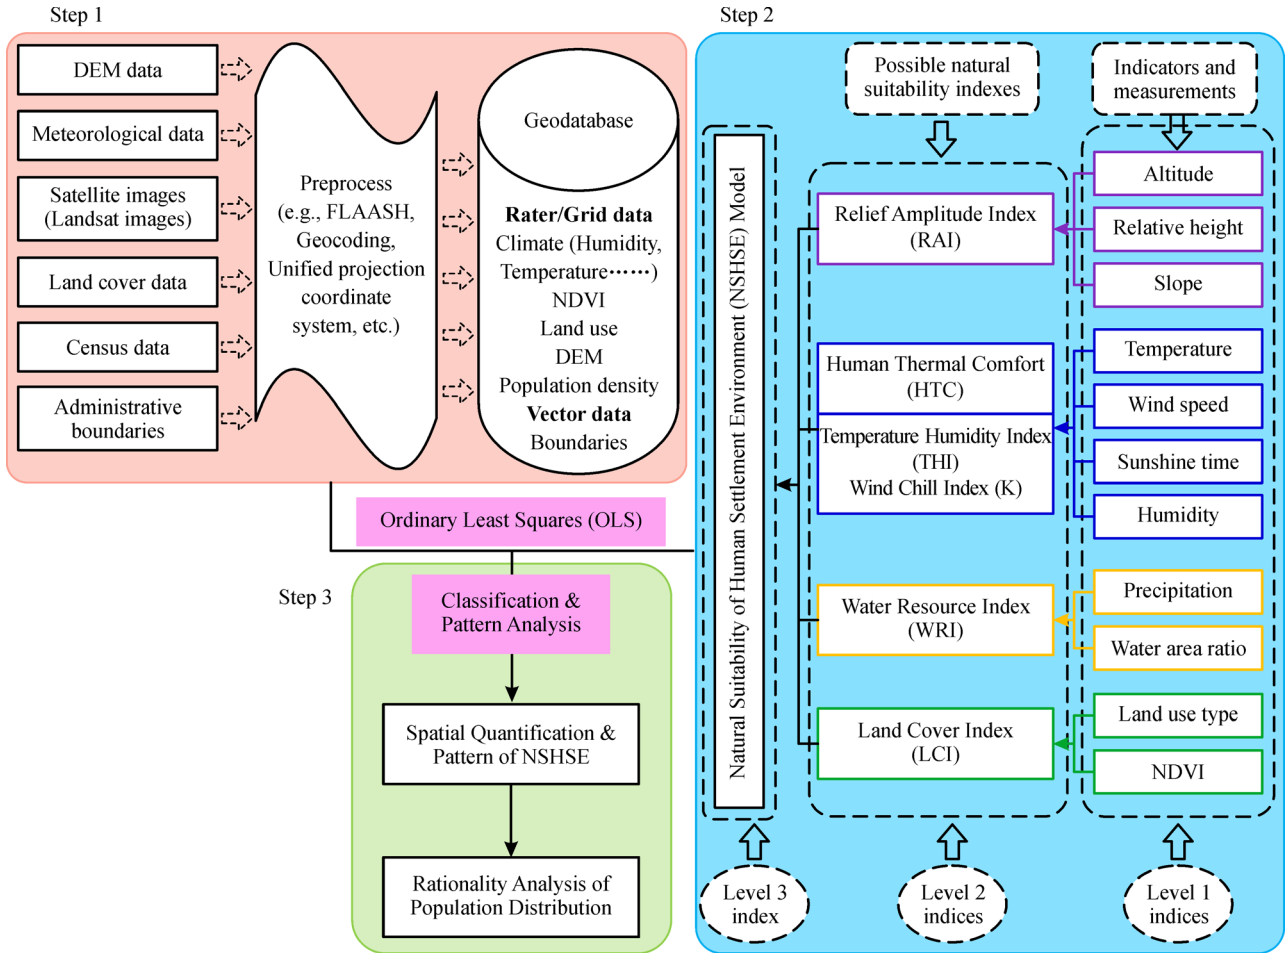 Step 1
DEM data
Meteorological data
Satellite images
(Landsat images)
Land cover data
Census data
Administrative
boundaries
Preprocess
(e.g., FLAASH,
Geocoding,
Unified projection
coordinate
system, etc.)
Geodatabase
Rater/Grid data
Climate (Humidity,
Temperature⋯⋯)
NDVI
Land use
DEM
Population density
Vector data
Boundaries
Ordinary Least Squares (OLS)
Step 3
Classification &
Pattern Analysis
Spatial Quantification &
Pattern of NSHSE
Rationality Analysis of
Population Distribution
Step 2
Possible natural
suitability indexes
Indicators and
measurements
Natural Suitability of Human Settlement Environment (NSHSE) Model
Relief Amplitude Index
(RAI)
Human Thermal Comfort
(HTC)
Temperature Humidity Index
(THI)
Wind Chill Index (K)
Water Resource Index
(WRI)
Land Cover Index
(LCI)
Altitude
Relative height
Slope
Temperature
Wind speed
Sunshine time
Humidity
Precipitation
Water area ratio
Land use type
NDVI
Level 3
index
Level 2
indices
Level 1
indices